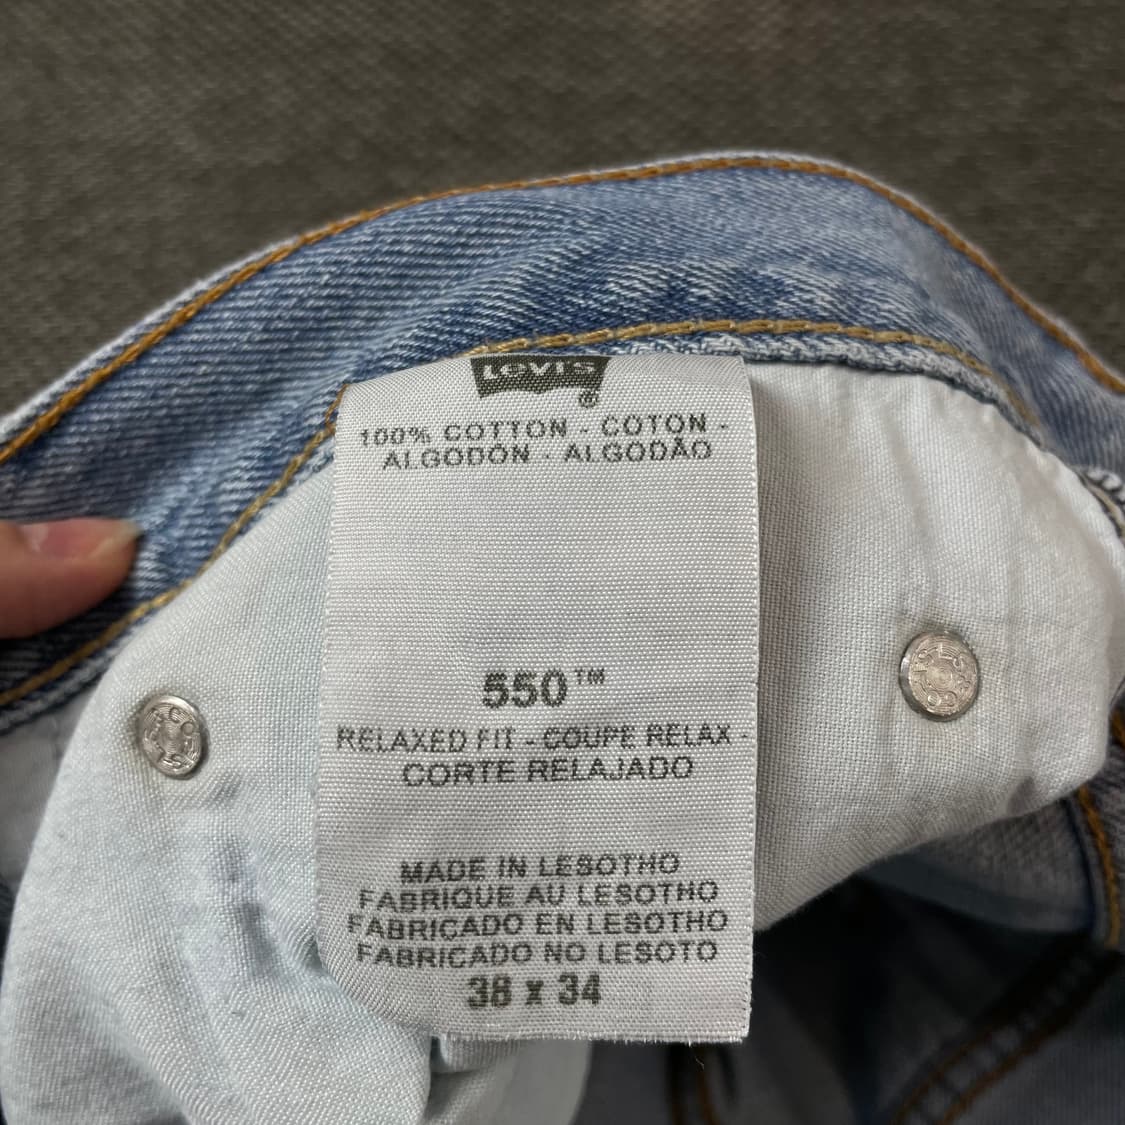 Levi's
®
100% COTTON - COTON -
ALGODÓN - ALGODÃO
550™
RELAXED FIT - COUPE RELAX -
CORTE RELAJADO
MADE IN LESOTHO
FABRIQUE AU LESOTHO
FABRICADO EN LESOTHO
FABRICADO NO LESOTO
38 x 34